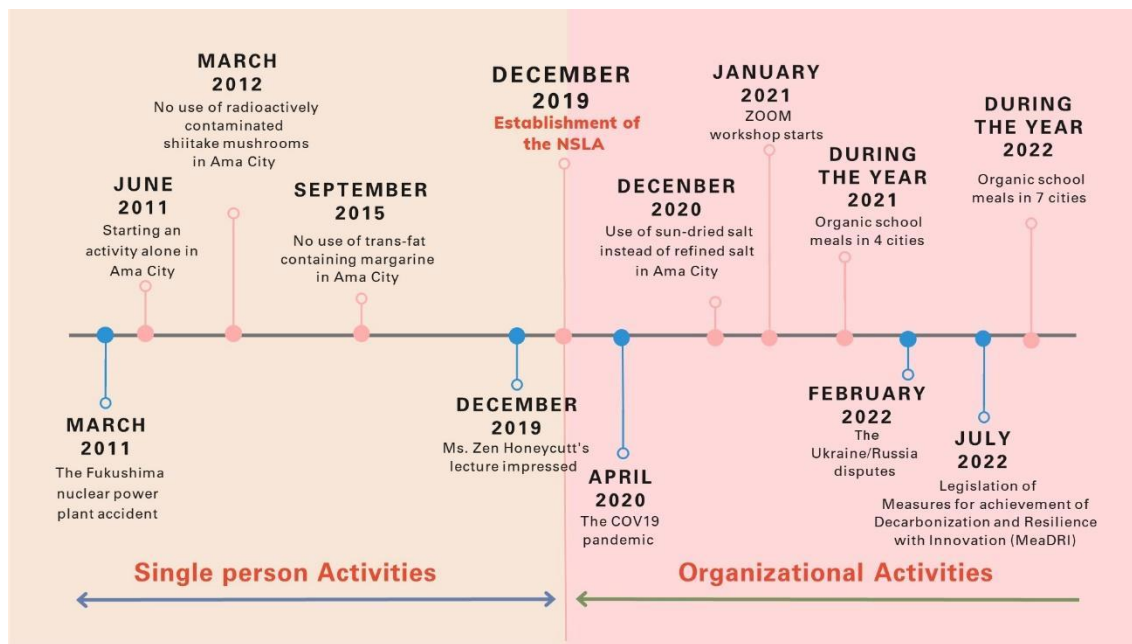 MARCH
2012
No use of radioactively
contaminated
shiitake mushrooms
in Ama City
JUNE
2011
Starting an
activity alone in
Ama City
SEPTEMBER
2015
No use of trans-fat
containing margarine
in Ama City
DECEMBER
2019
Establishment of
the NSLA
DECENBER
2020
Use of sun-dried salt
instead of refined salt
in Ama City
JANUARY
2021
ZOOM
workshop starts
DURING
THE YEAR
2021
Organic school
meals in 4 cities
DURING
THE YEAR
2022
Organic school
meals in 7 cities
MARCH
2011
The Fukushima
nuclear power
plant accident
DECEMBER
2019
Ms. Zen Honeycutt's
lecture impressed
APRIL
2020
The COV19
pandemic
FEBRUARY
2022
The
Ukraine/Russia
disputes
JULY
2022
Legislation of
Measures for achievement of
Decarbonization and Resilience
with Innovation (MeaDRI)
Single person Activities
Organizational Activities